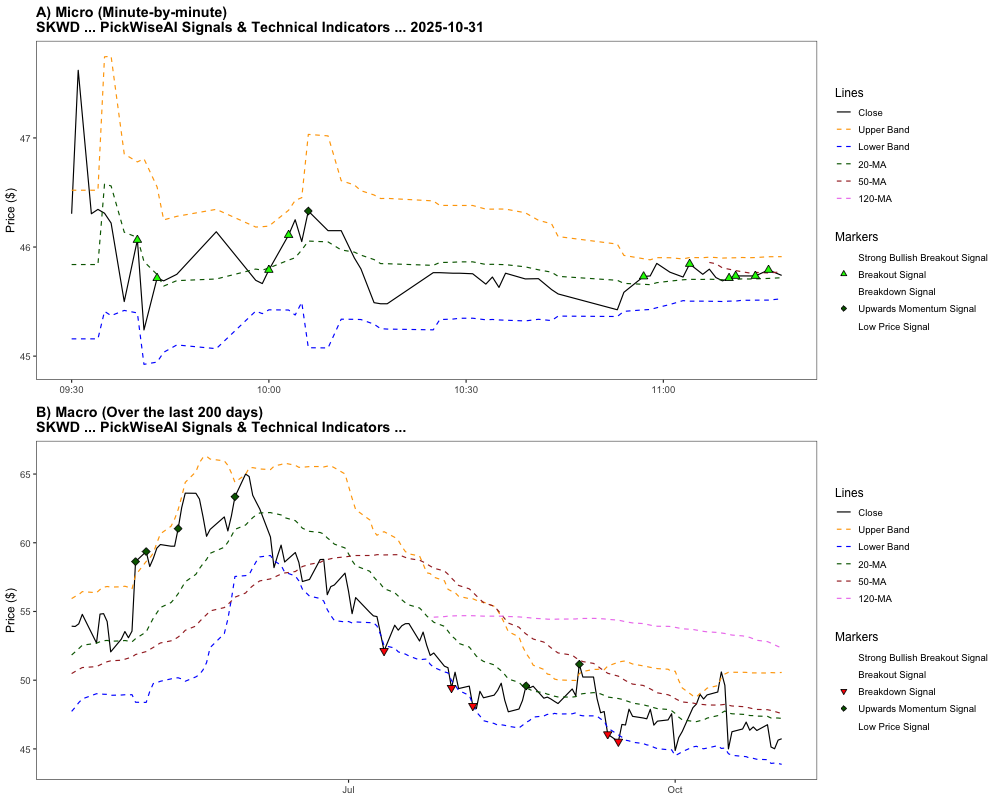 A) Micro (Minute-by-minute)
SKWD ... PickWiseAI Signals & Technical Indicators ... 2025-10-31
Price ($)
47
46
45
09:30
10:00
10:30
11:00
Lines
Close
Upper Band
Lower Band
20-MA
50-MA
120-MA
Markers
Strong Bullish Breakout Signal
Breakout Signal
Breakdown Signal
Upwards Momentum Signal
Low Price Signal
B) Macro (Over the last 200 days)
SKWD ... PickWiseAI Signals & Technical Indicators ...
Price ($)
65
60
55
50
45
Jul
Oct
Lines
Close
Upper Band
Lower Band
20-MA
50-MA
120-MA
Markers
Strong Bullish Breakout Signal
Breakout Signal
Breakdown Signal
Upwards Momentum Signal
Low Price Signal